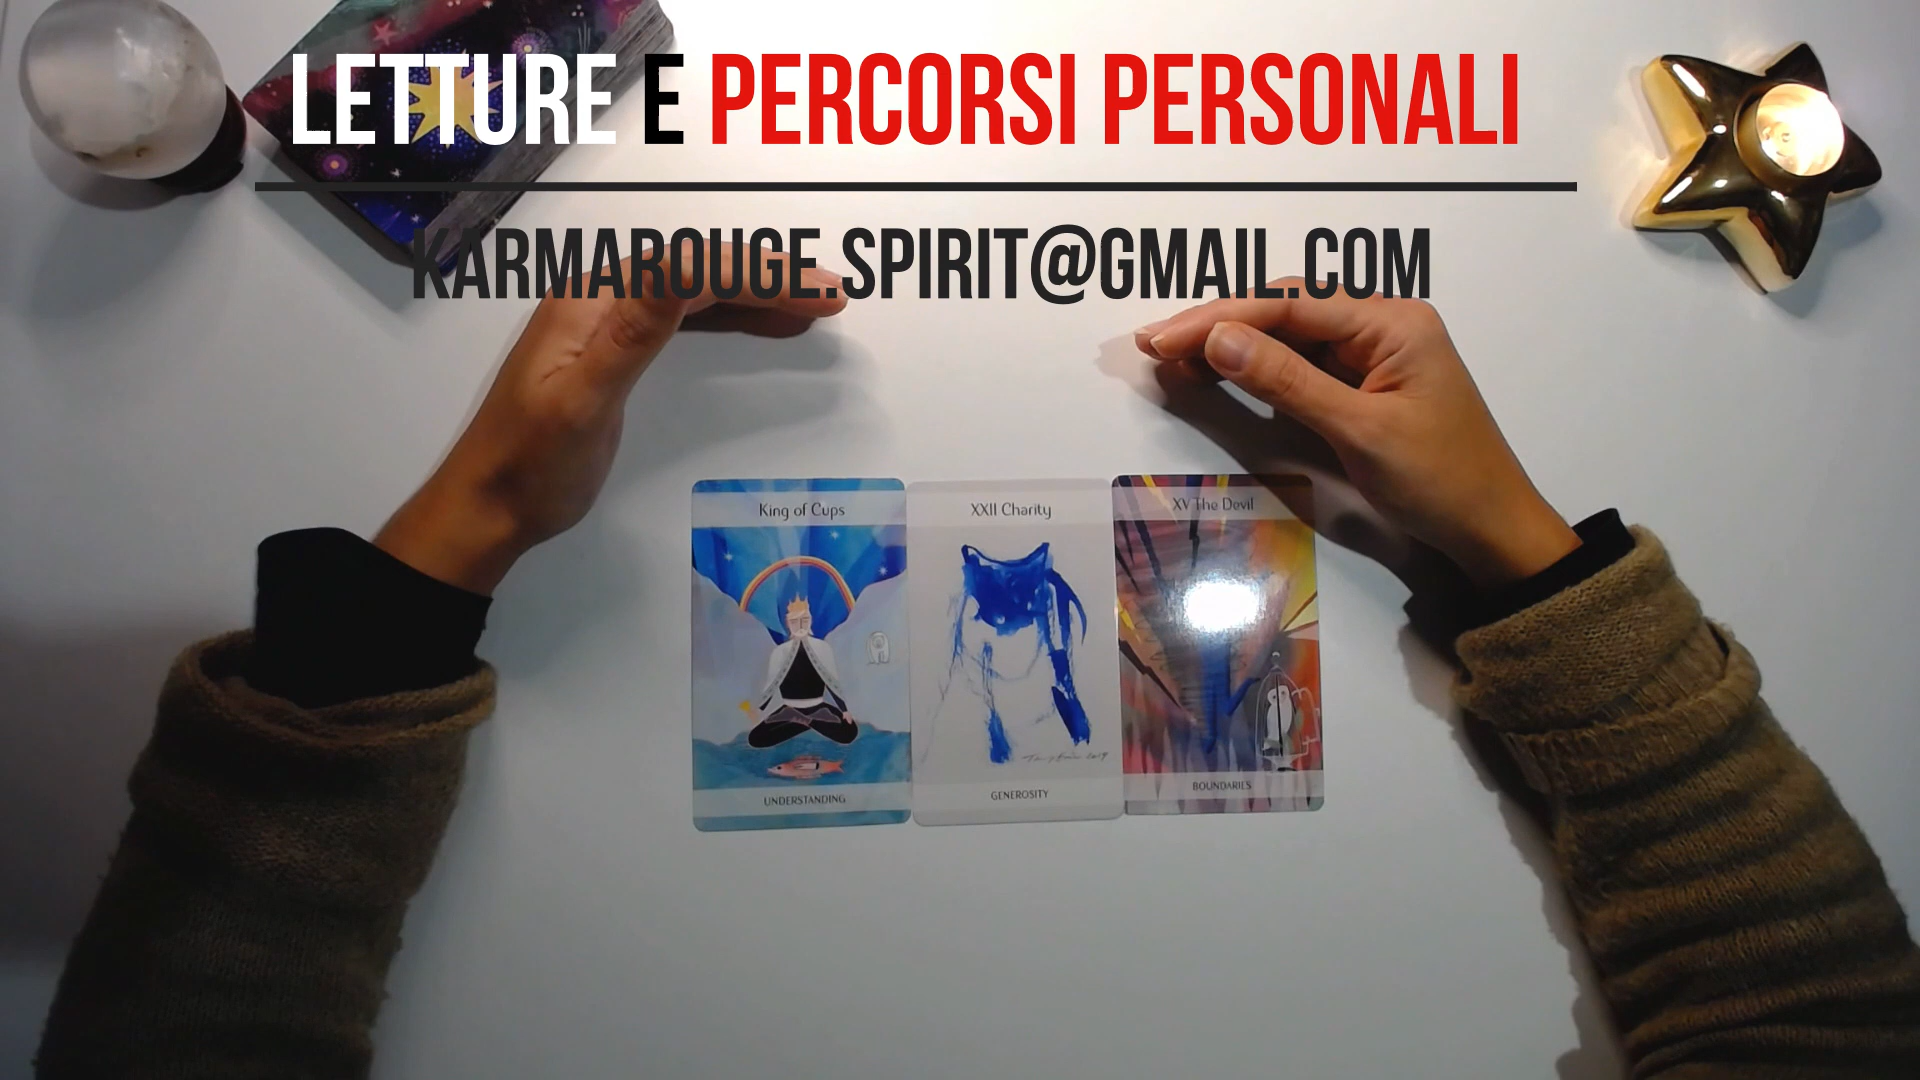 LETTURE E PERCORSI PERSONALI
KARMAROUGE.SPIRIT@GMAIL.COM
King of Cups
XXII Charity
XV The Devil
UNDERSTANDING
GENEROSITY
BOUNDARIES